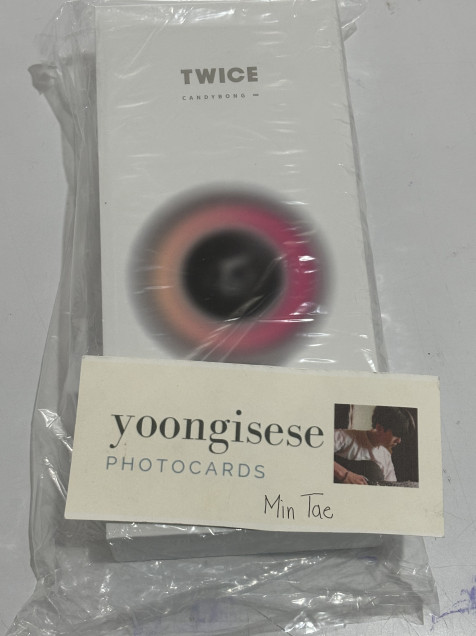 TWICE
CANDYBONG ∞
yoongisese
PHOTOCARDS
Min Tae